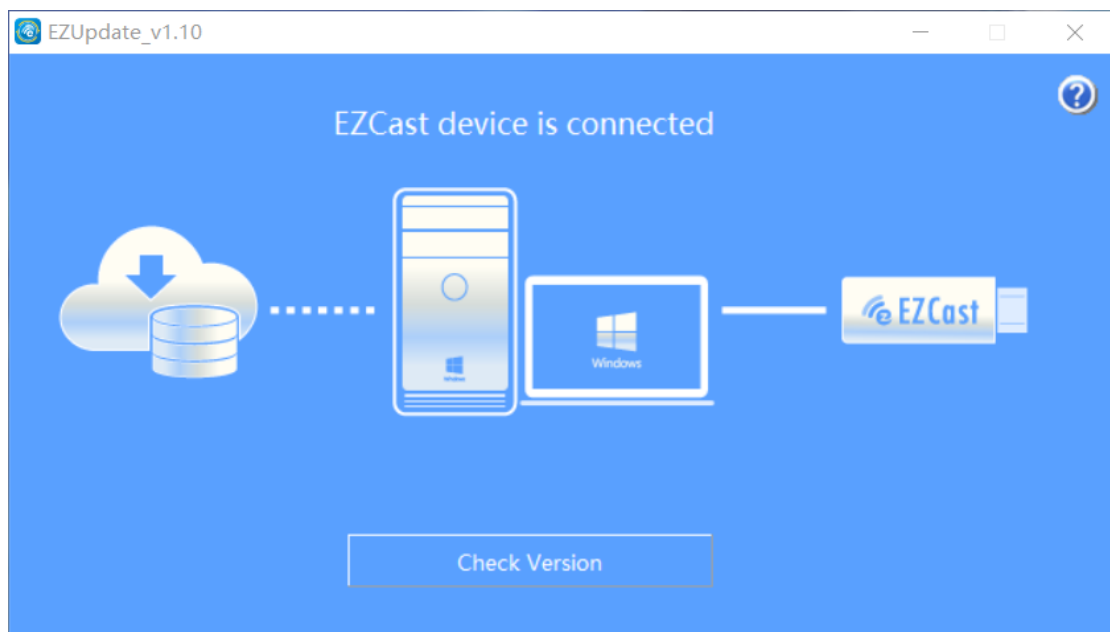 EZUpdate_v1.10
?
EZCast device is connected
Windows
Windows
EZCast
Check Version